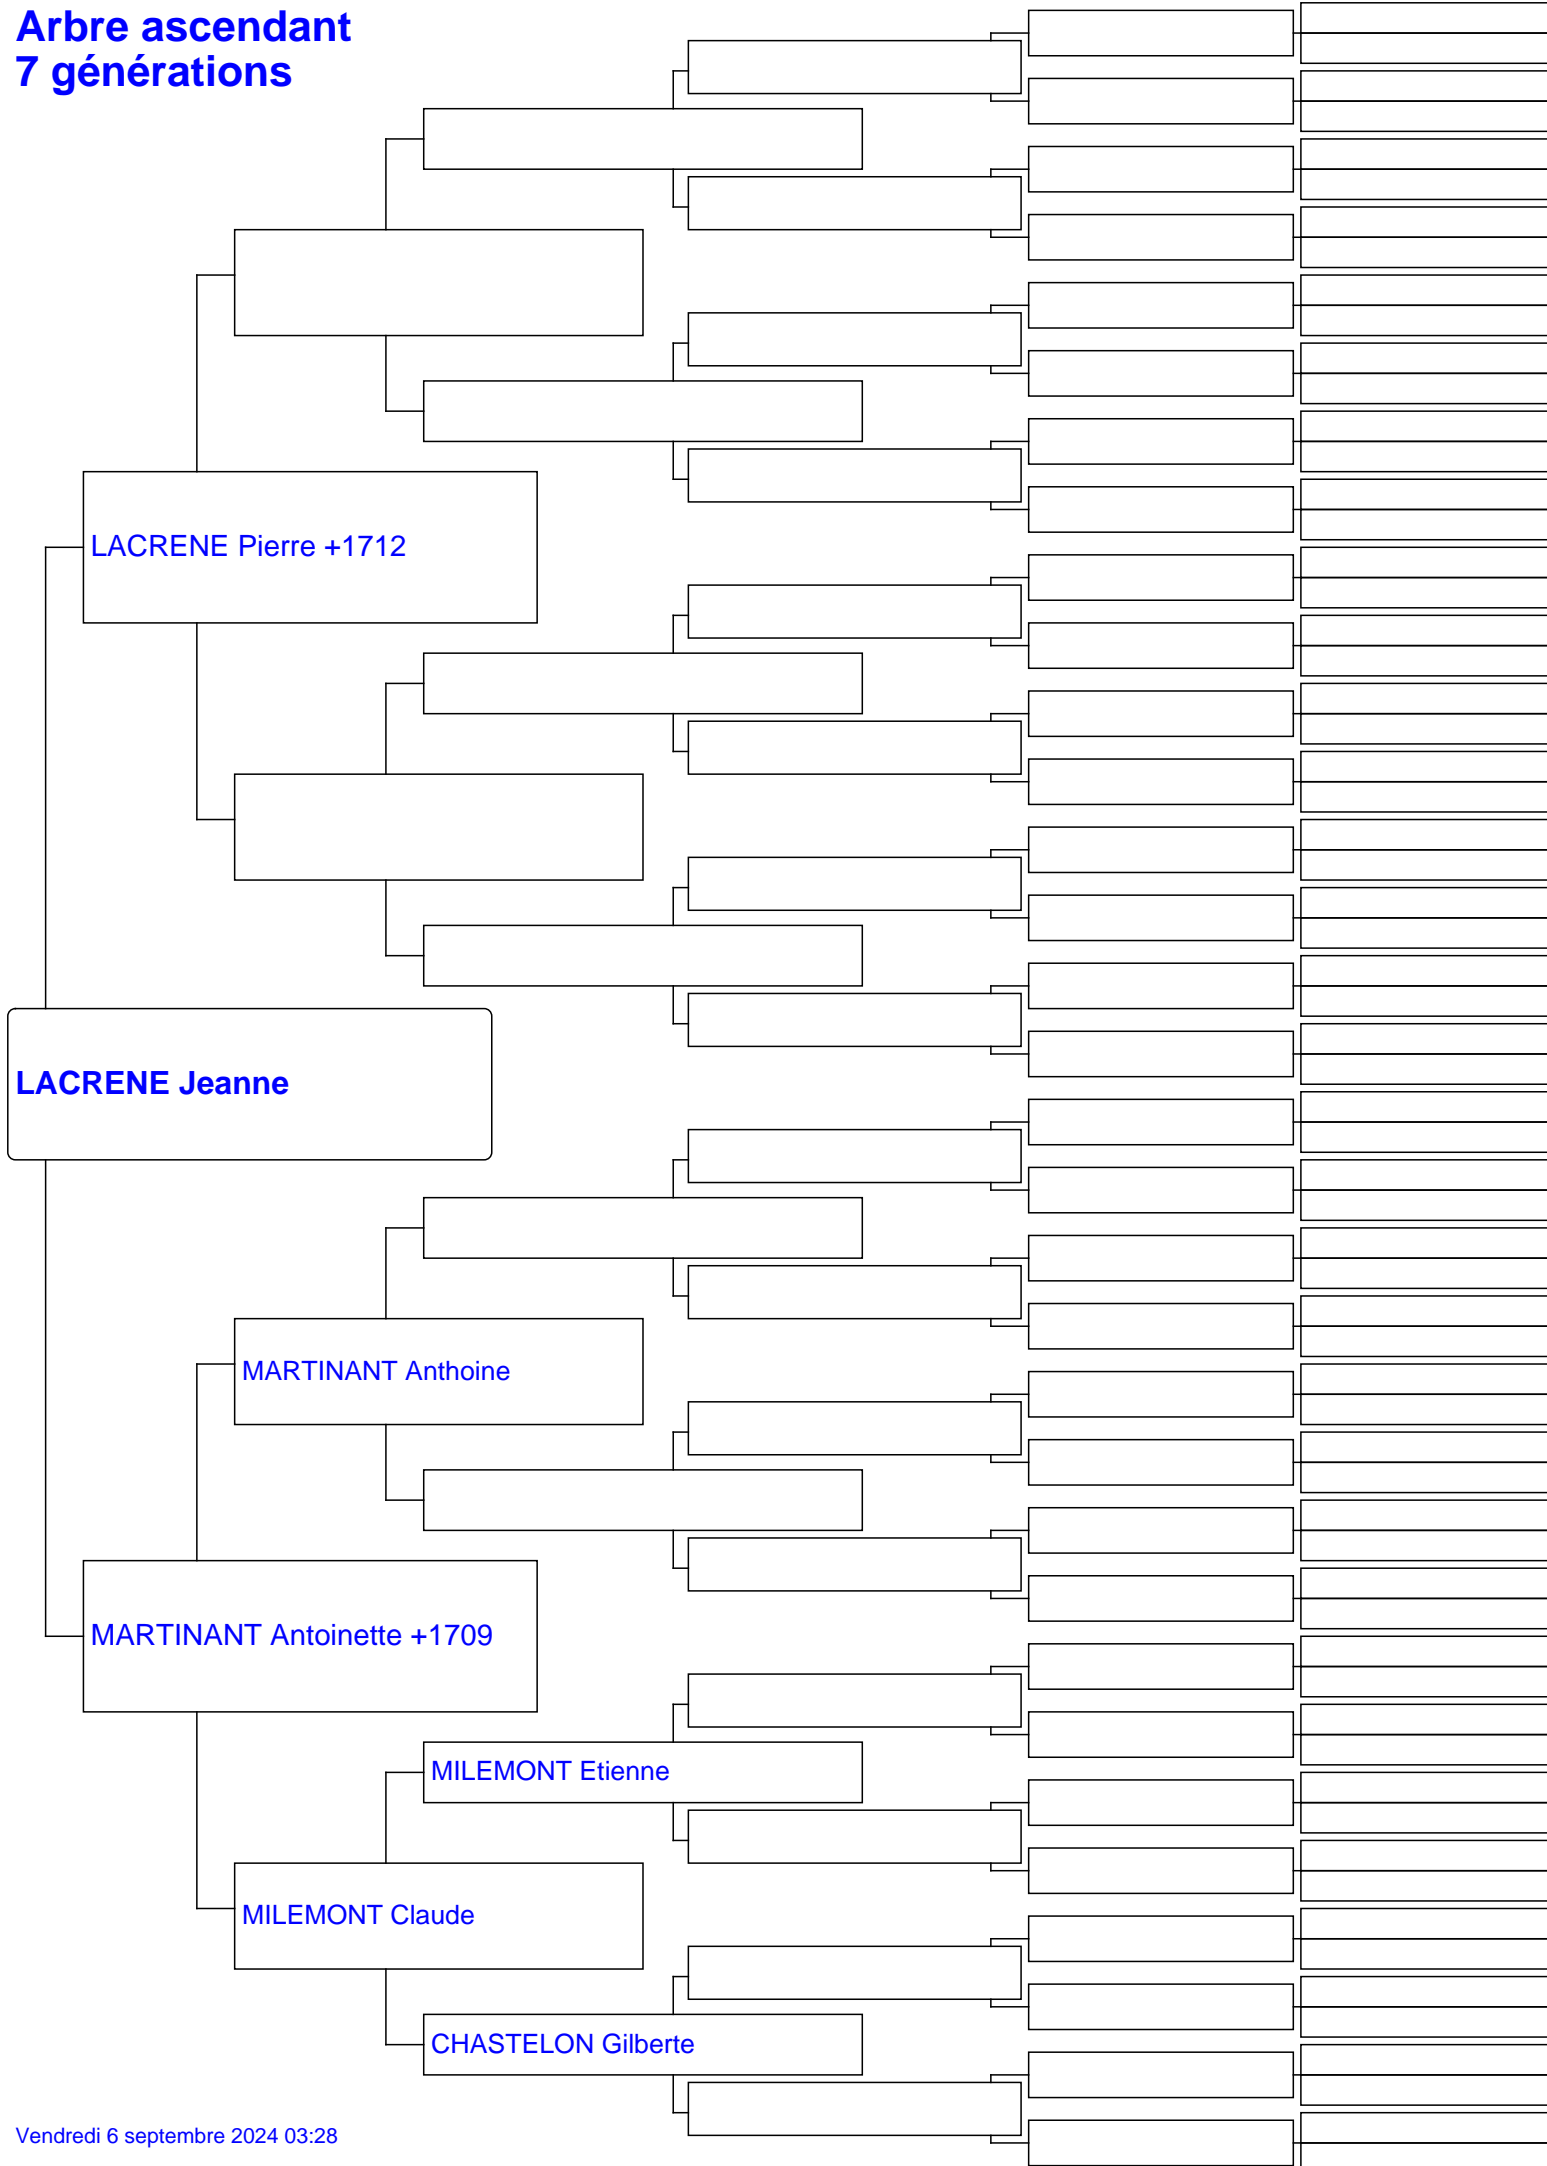 Arbre ascendant
7 générations
LACRENE Pierre +1712
LACRENE Jeanne
MARTINANT Anthoine
MARTINANT Antoinette +1709
MILEMONT Etienne
MILEMONT Claude
CHASTELON Gilberte
Vendredi 6 septembre 2024 03:28